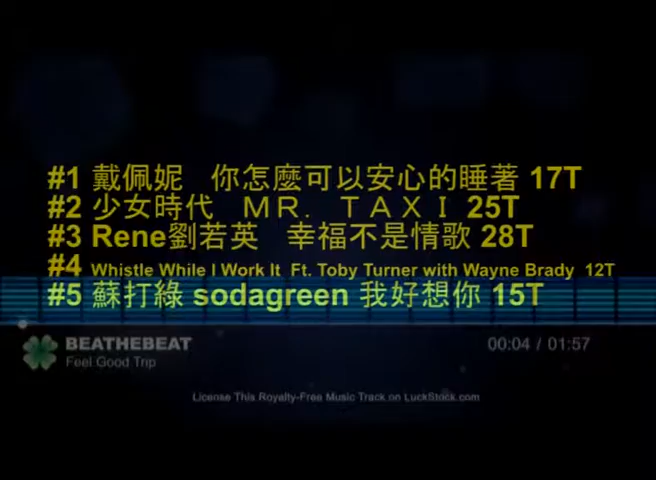 #1 戴佩妮　你怎麼可以安心的睡著 17T
#2 少女時代　ＭＲ．　ＴＡＸＩ 25T
#3 Rene劉若英　幸福不是情歌 28T
#4 Whistle While I Work It Ft. Toby Turner with Wayne Brady 12T
#5 蘇打綠 sodagreen 我好想你 15T
BEATHEBEAT 00:04 / 01:57
Feel Good Trip
License This Royalty-Free Music Track on LuckStock.com